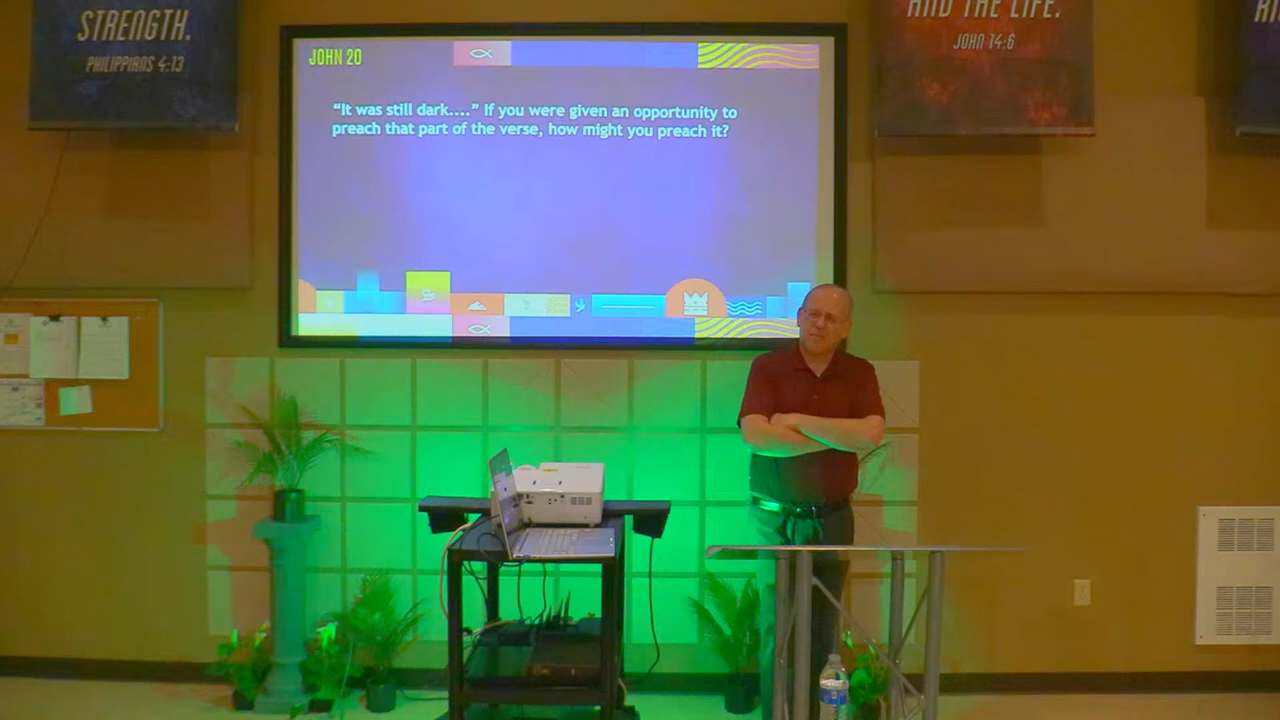 STRENGTH.
PHILIPPIANS 4:13
AND THE LIFE.
JOHN 14:6
JOHN 20
“It was still dark....” If you were given an opportunity to
preach that part of the verse, how might you preach it?